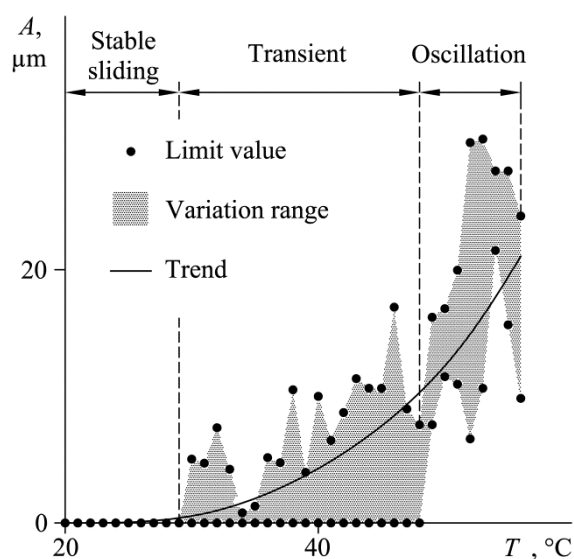 A,
μm
Stable
sliding
Transient
Oscillation
Limit value
Variation range
Trend
20
0
20
40
T, °C